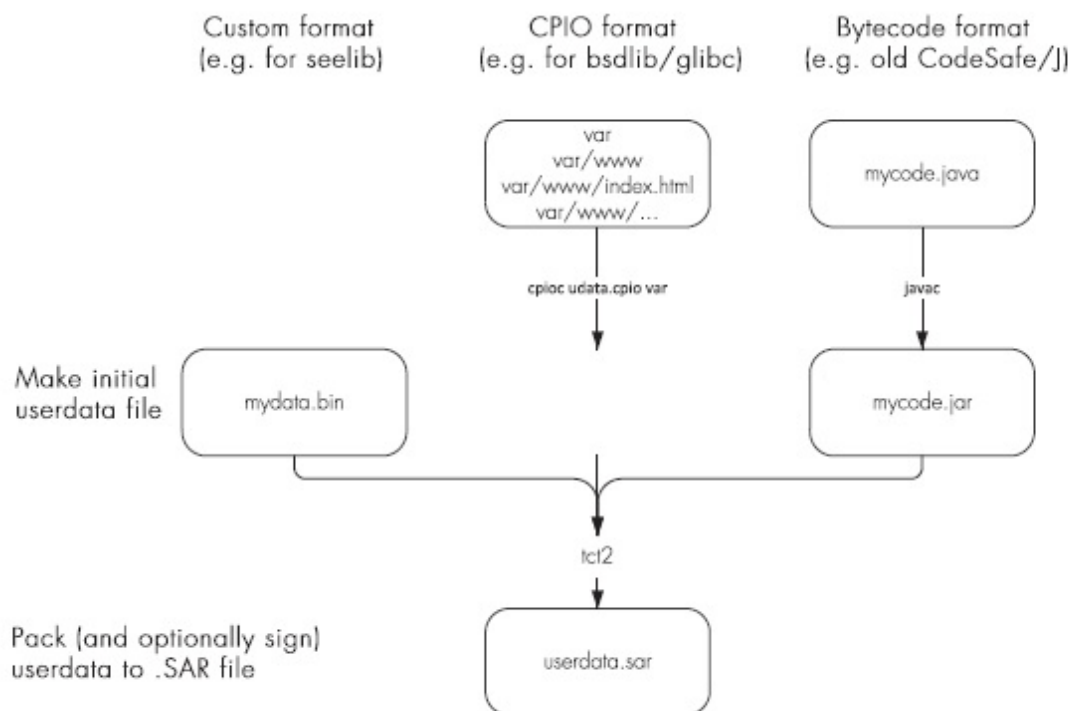 Custom format
(e.g. for seelib)
CPIO format
(e.g. for bsdlib/glibc)
Bytecode format
(e.g. old CodeSafe/J)
var
var/www
var/www/index.html
var/www/...
mycode.java
cpioc udata.cpio var
javac
Make initial
userdata file
mydata.bin
mycode.jar
tct2
Pack (and optionally sign)
userdata to .SAR file
userdata.sar